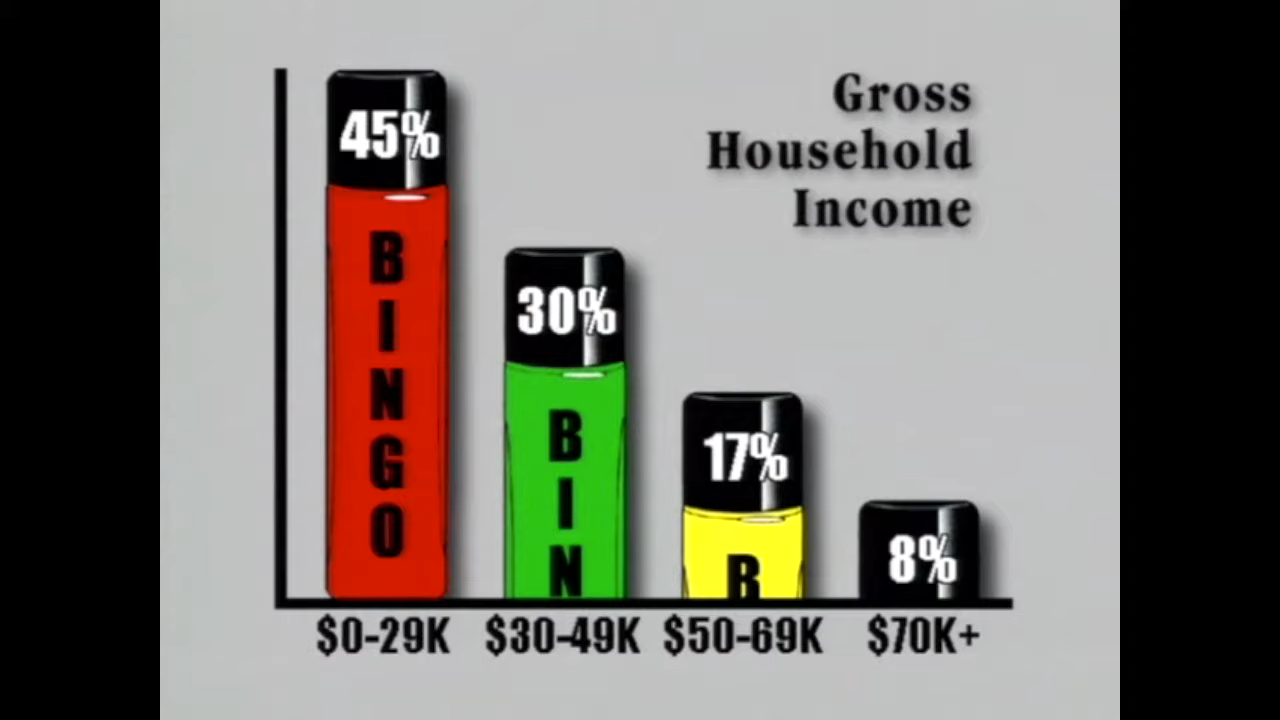 Gross
Household
Income
45%
BINGO
30%
BIN
17%
B
8%
$0-29K
$30-49K
$50-69K
$70K+